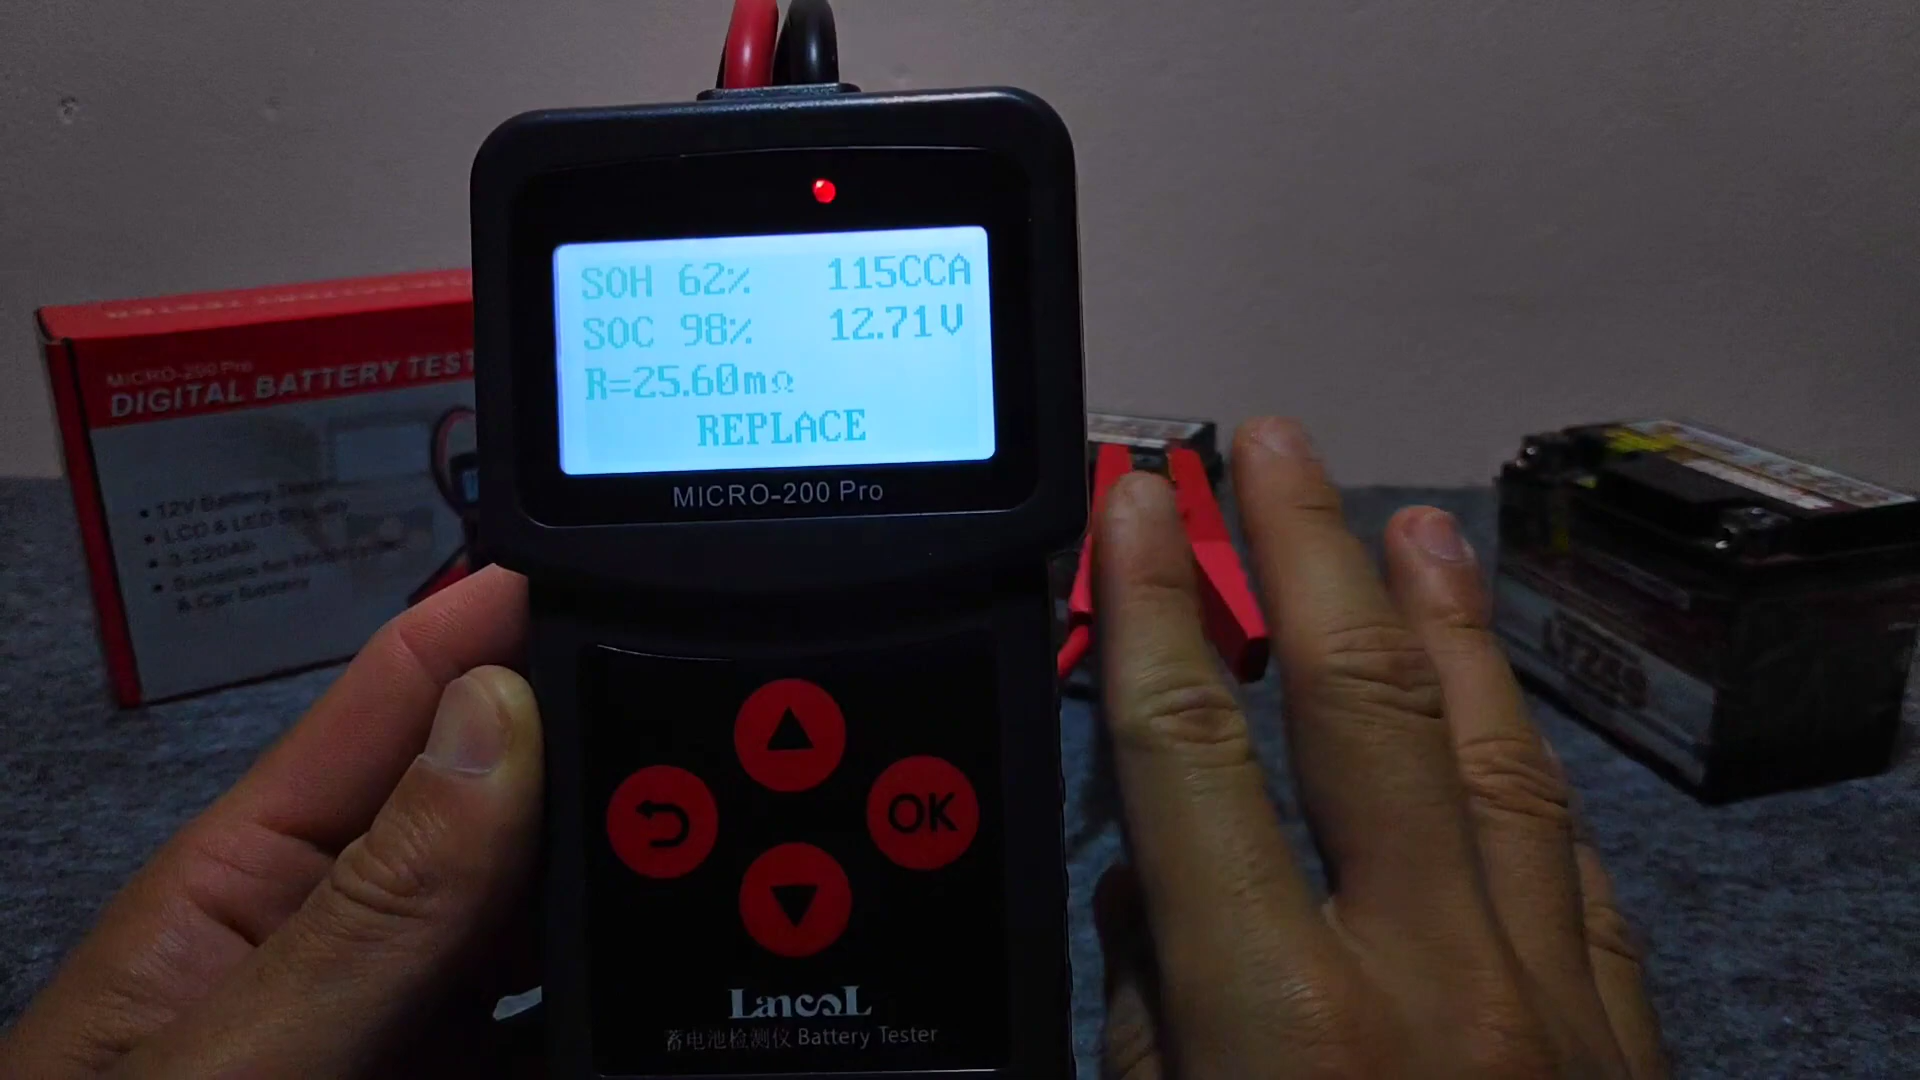 SOH 62% 115CCA
SOC 98% 12.71V
R=25.60mΩ
REPLACE
MICRO-200 Pro
OK
LancoL
蓄电池检测仪 Battery Tester
MICRO-200 Pro
DIGITAL BATTERY TEST
• 12V Battery Tester
• LCD & LED
• 3-220Ah
• Suitable for
& Car Battery